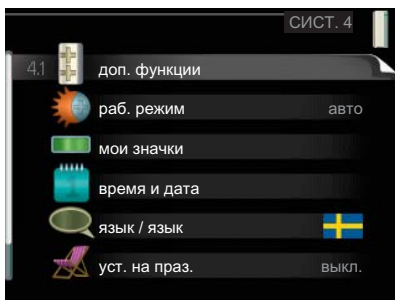 СИСТ. 4
4.1 доп. функции
раб. режим авто
мои значки
время и дата
язык / язык
уст. на праз. выкл.